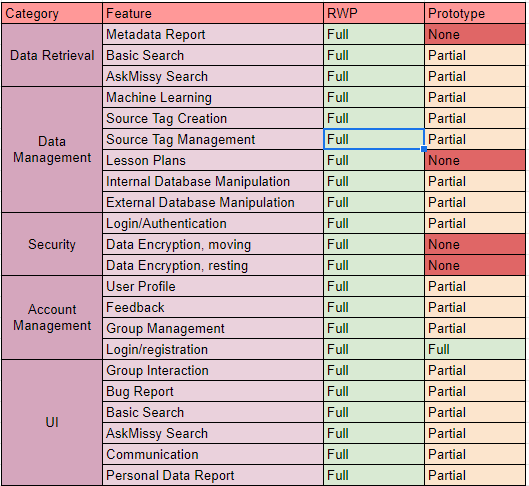 Category Feature RWP Prototype
Data Retrieval Metadata Report Full None
Basic Search Full Partial
AskMissy Search Full Partial
Data Management Machine Learning Full Partial
Source Tag Creation Full Partial
Source Tag Management Full Partial
Lesson Plans Full None
Internal Database Manipulation Full Partial
External Database Manipulation Full Partial
Security Login/Authentication Full Partial
Data Encryption, moving Full None
Data Encryption, resting Full None
Account Management User Profile Full Partial
Feedback Full Partial
Group Management Full Partial
Login/registration Full Full
UI Group Interaction Full Partial
Bug Report Full Partial
Basic Search Full Partial
AskMissy Search Full Partial
Communication Full Partial
Personal Data Report Full Partial